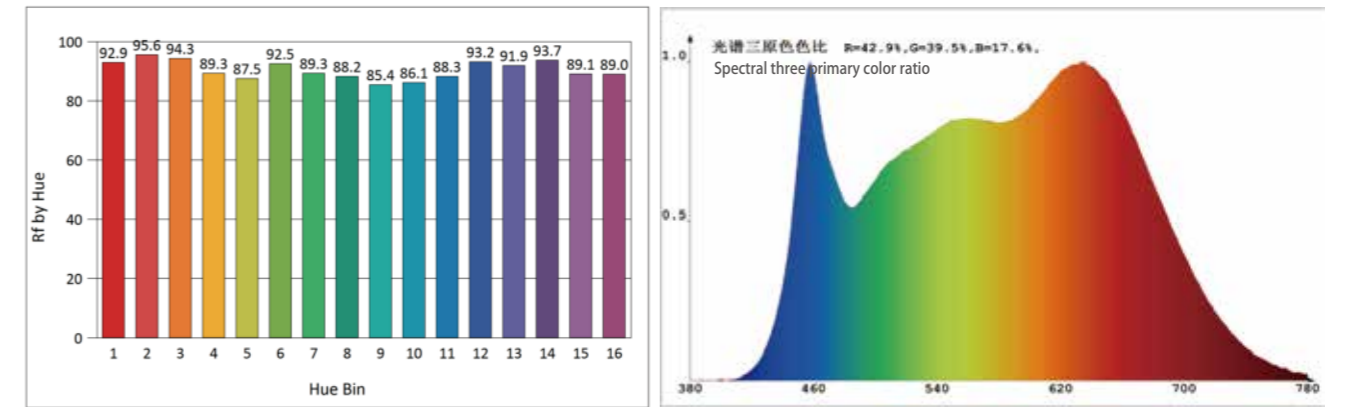 100
80
60
40
20
0
Rf by Hue
92.9 95.6 94.3 89.3 87.5 92.5 89.3 88.2 85.4 86.1 88.3 93.2 91.9 93.7 89.1 89.0
1 2 3 4 5 6 7 8 9 10 11 12 13 14 15 16
Hue Bin
光谱三原色色比 R=42.9%,G=39.5%,B=17.6%.
Spectral three primary color ratio
1.0
0.5
380 460 540 620 700 780